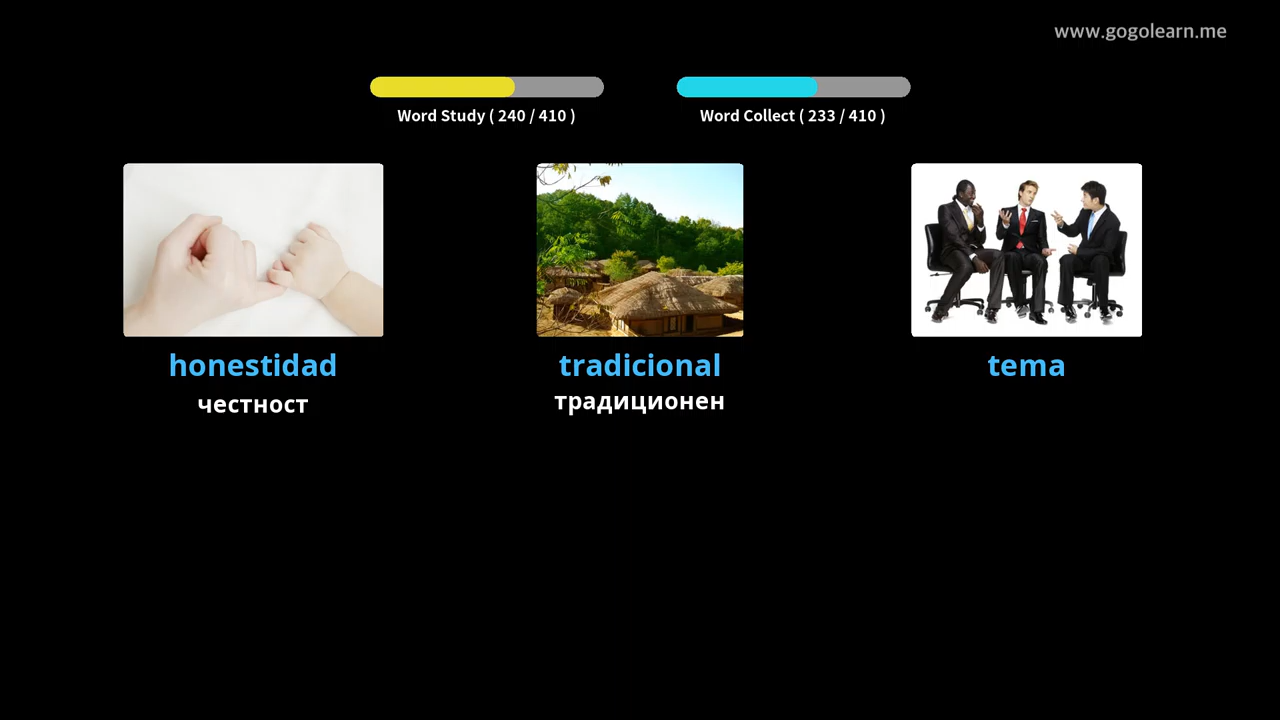 www.gogolearn.me
Word Study ( 240 / 410 )
Word Collect ( 233 / 410 )
honestidad
tradicional
tema
честност
традиционен